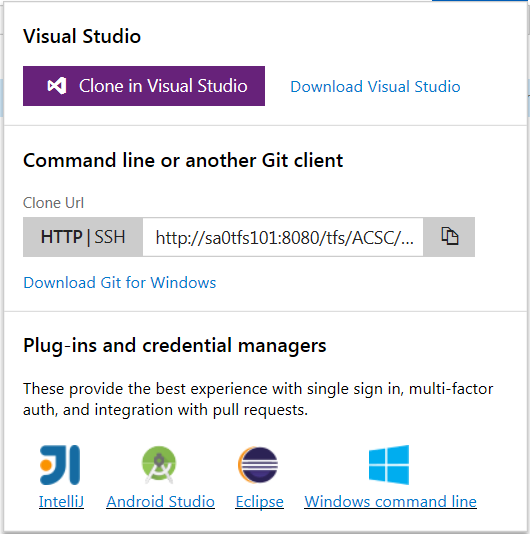 Visual Studio
Clone in Visual Studio
Download Visual Studio
Command line or another Git client
Clone Url
HTTP | SSH
http://sa0tfs101:8080/tfs/ACSC/...
Download Git for Windows
Plug-ins and credential managers
These provide the best experience with single sign in, multi-factor
auth, and integration with pull requests.
IntelliJ
Android Studio
Eclipse
Windows command line